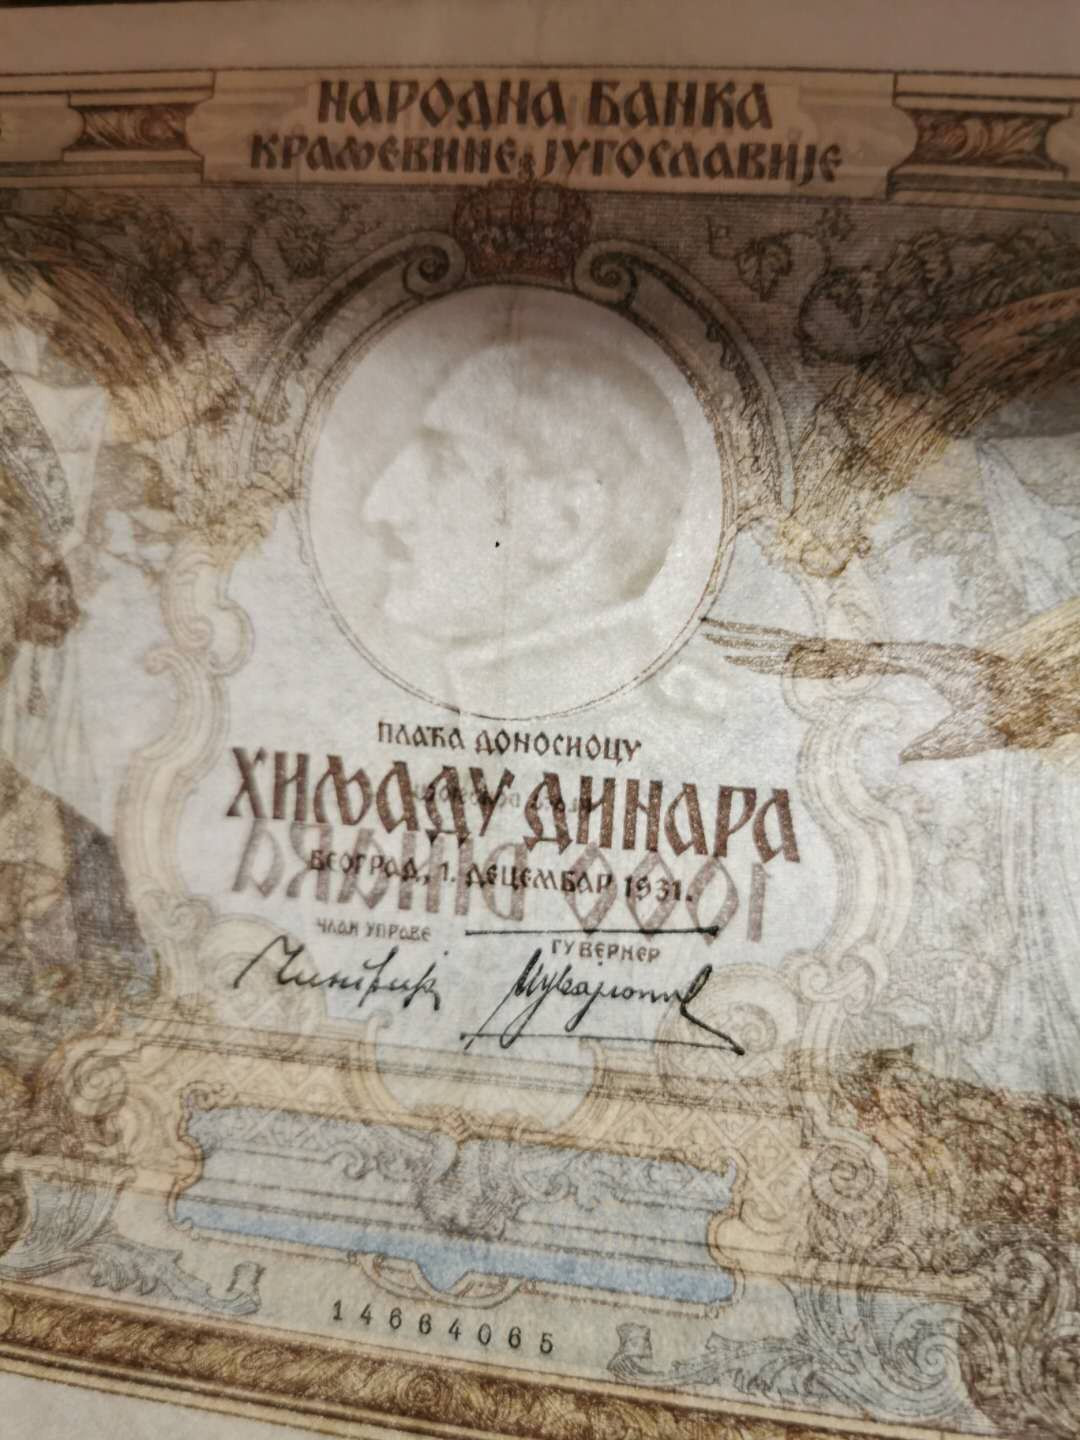 НАРОДНА БАНКА
КРАЉЕВИНЕ ЈУГОСЛАВИЈЕ
ПЛАЋА ДОНОСИОЦУ
ХИЉАДУ ДИНАРА
БЕОГРАД, 1. ДЕЦЕМБАР 1931.
ЧЛАН УПРАВЕ
ГУВЕРНЕР
14664065